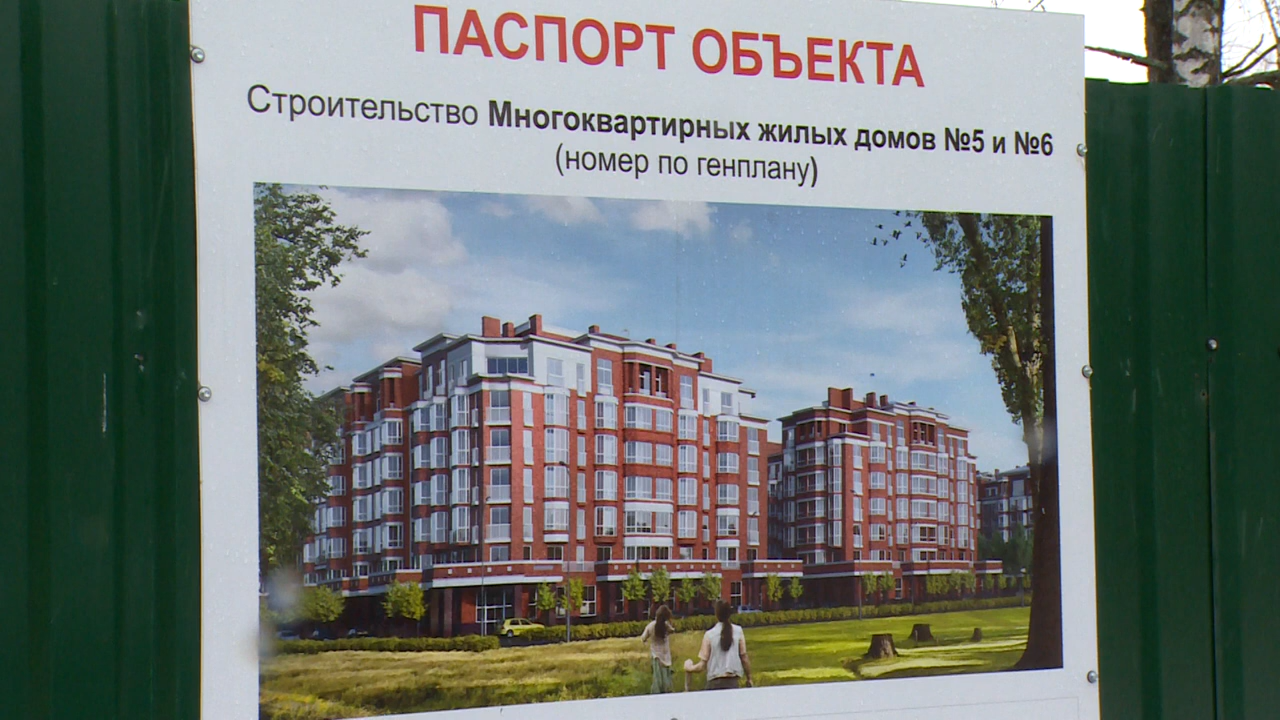 ПАСПОРТ ОБЪЕКТА
Строительство Многоквартирных жилых домов №5 и №6
(номер по генплану)